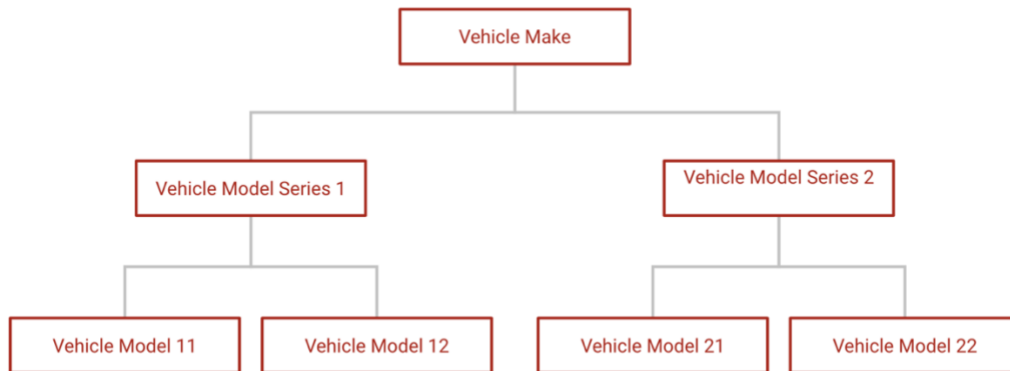 Vehicle Make
Vehicle Model Series 1
Vehicle Model Series 2
Vehicle Model 11
Vehicle Model 12
Vehicle Model 21
Vehicle Model 22